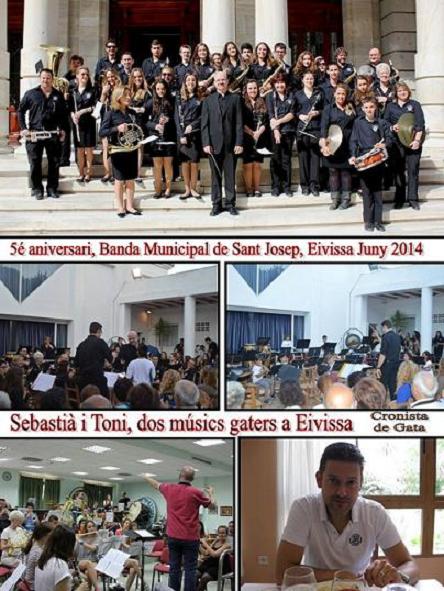 5é aniversari, Banda Municipal de Sant Josep, Eivissa Juny 2014
Sebastià i Toni, dos músics gaters a Eivissa
Cronista
de Gata